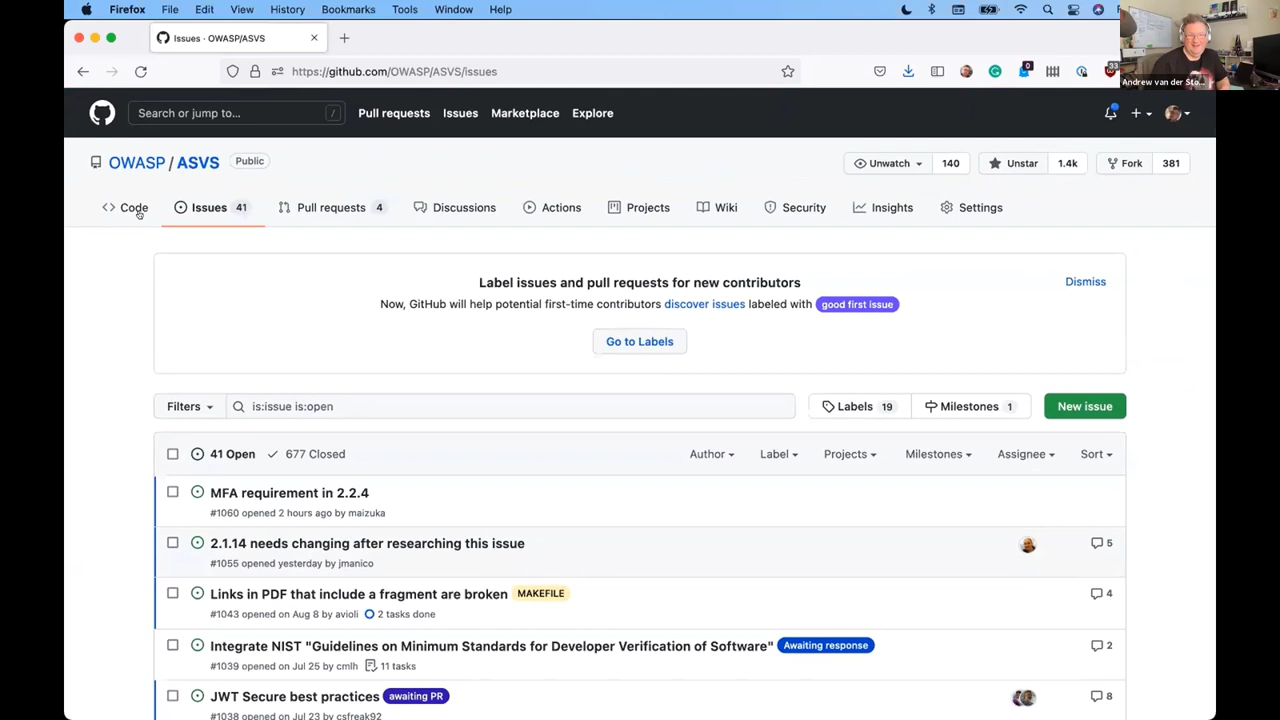 Firefox File Edit View History Bookmarks Tools Window Help
Issues · OWASP/ASVS
https://github.com/OWASP/ASVS/issues
0
33
Andrew van der Sto...
Search or jump to... /
Pull requests Issues Marketplace Explore
OWASP / ASVS Public
Unwatch 140 Unstar 1.4k Fork 381
Code Issues 41 Pull requests 4 Discussions Actions Projects Wiki Security Insights Settings
Label issues and pull requests for new contributors
Dismiss
Now, GitHub will help potential first-time contributors discover issues labeled with good first issue
Go to Labels
Filters is:issue is:open Labels 19 Milestones 1 New issue
41 Open 677 Closed Author Label Projects Milestones Assignee Sort
MFA requirement in 2.2.4
#1060 opened 2 hours ago by maizuka
2.1.14 needs changing after researching this issue 5
#1055 opened yesterday by jmanico
Links in PDF that include a fragment are broken MAKEFILE 4
#1043 opened on Aug 8 by avioli 2 tasks done
Integrate NIST "Guidelines on Minimum Standards for Developer Verification of Software" Awaiting response 2
#1039 opened on Jul 25 by cmlh 11 tasks
JWT Secure best practices awaiting PR 8
#1038 opened on Jul 23 by csfreak92